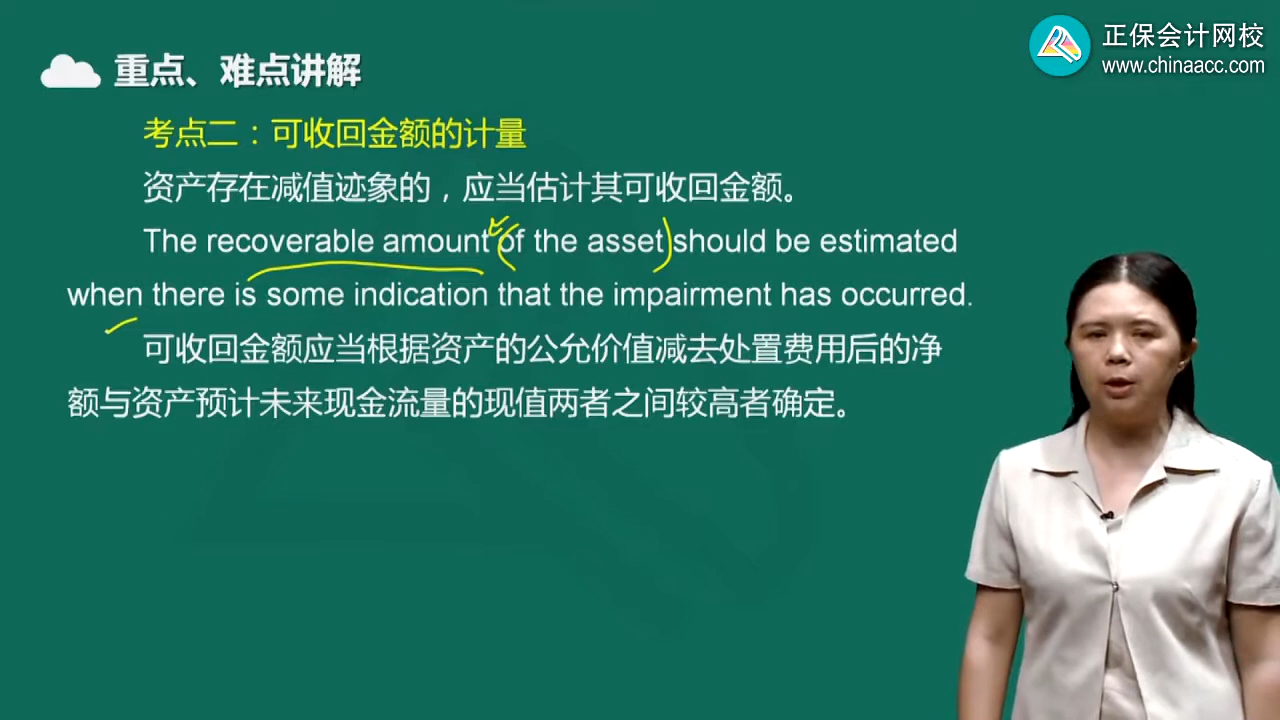 正保会计网校
www.chinaacc.com
重点、难点讲解
考点二：可收回金额的计量
资产存在减值迹象的，应当估计其可收回金额。
The recoverable amount of the asset should be estimated
when there is some indication that the impairment has occurred.
可收回金额应当根据资产的公允价值减去处置费用后的净
额与资产预计未来现金流量的现值两者之间较高者确定。